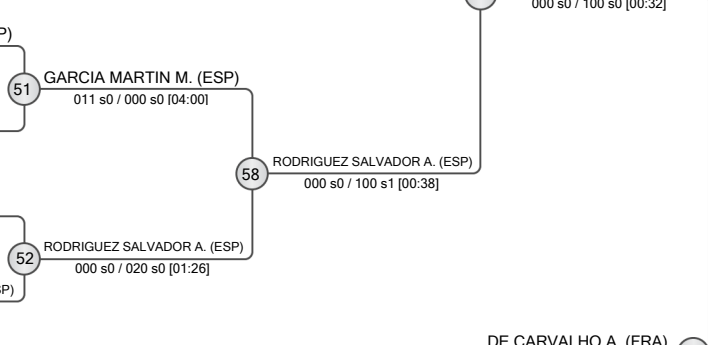 000 s0 / 100 s0 [00:32]
P)
51
GARCIA MARTIN M. (ESP)
011 s0 / 000 s0 [04:00]
58
RODRIGUEZ SALVADOR A. (ESP)
000 s0 / 100 s1 [00:38]
52
RODRIGUEZ SALVADOR A. (ESP)
000 s0 / 020 s0 [01:26]
SP)
DE CARVALHO A. (FRA)